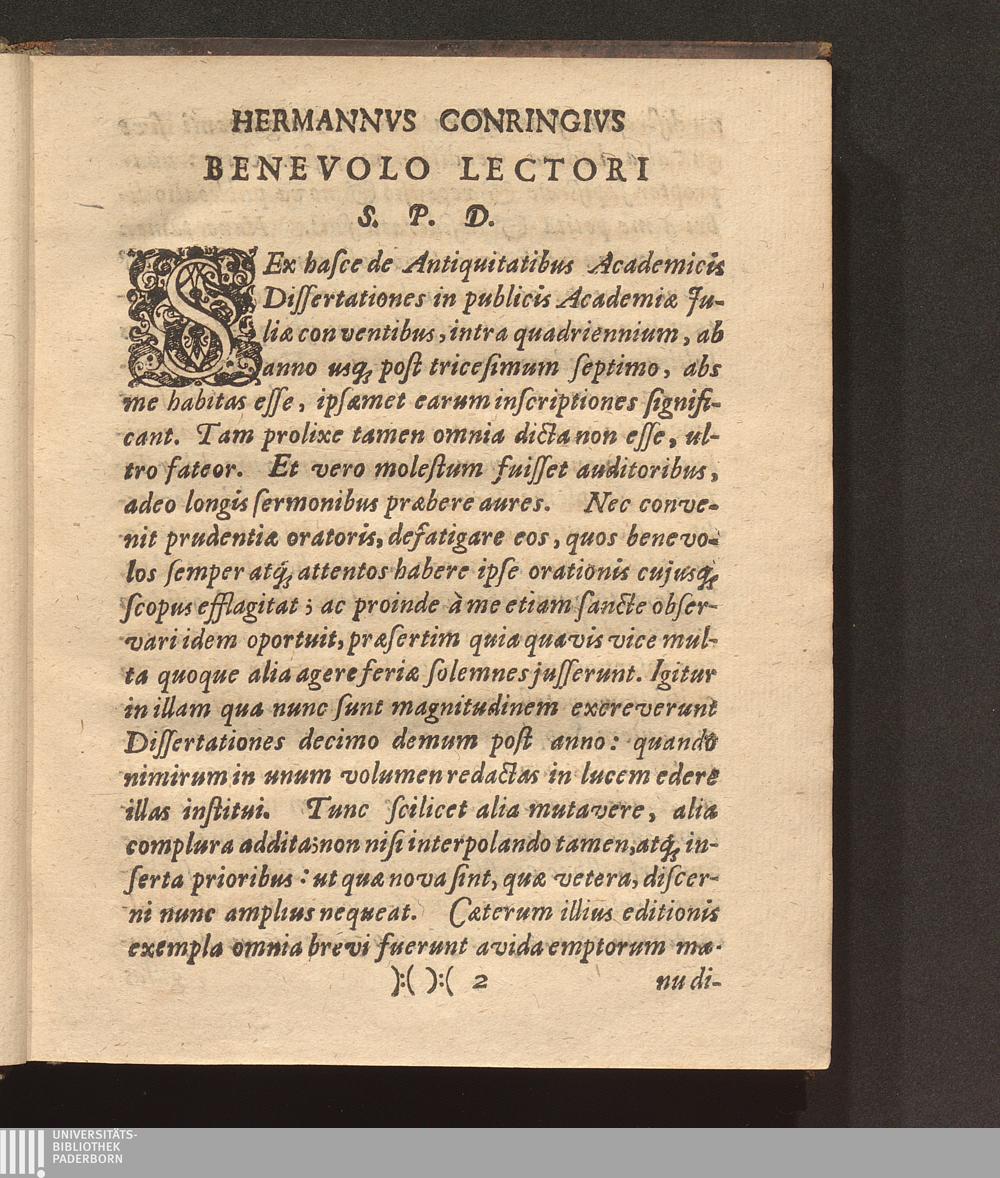 HERMANNVS CONRINGIVS
BENEVOLO LECTORI
S. P. D.
SEx haſce de Antiquitatibus Academicis
Diſſertationes in publicis Academiæ Ju-
liæ conventibus, intra quadriennium, ab
anno usq́ꝫ poſt triceſimum ſeptimo, abs
me habitas eſſe, ipſæmet earum inſcriptiones ſignifi-
cant. Tam prolixe tamen omnia dicta non eſſe, ul-
tro fateor. Et vero moleſtum fuiſſet auditoribus,
adeo longis ſermonibus præbere aures. Nec conve-
nit prudentiæ oratoris, defatigare eos, quos benevo-
los ſemper atq́ꝫ attentos habere ipſe orationis cujusq́ꝫ
ſcopus efflagitat; ac proinde à me etiam ſancte obſer-
vari idem oportuit, præſertim quia quavis vice mul-
ta quoque alia agere feriæ ſolemnes juſſerunt. Igitur
in illam qua nunc ſunt magnitudinem excreverunt
Diſſertationes decimo demum poſt anno: quando
nimirum in unum volumen redactas in lucem edere
illas inſtitui. Tunc ſcilicet alia mutavere, alia
complura addita; non niſi interpolando tamen, atq́ꝫ in-
ſerta prioribus: ut quæ nova ſint, quæ vetera, diſcer-
ni nunc amplius nequeat. Cæterum illius editionis
exempla omnia brevi fuerunt avida emptorum ma-
):( ):( 2 nu di-
UNIVERSITÄTS-
BIBLIOTHEK
PADERBORN